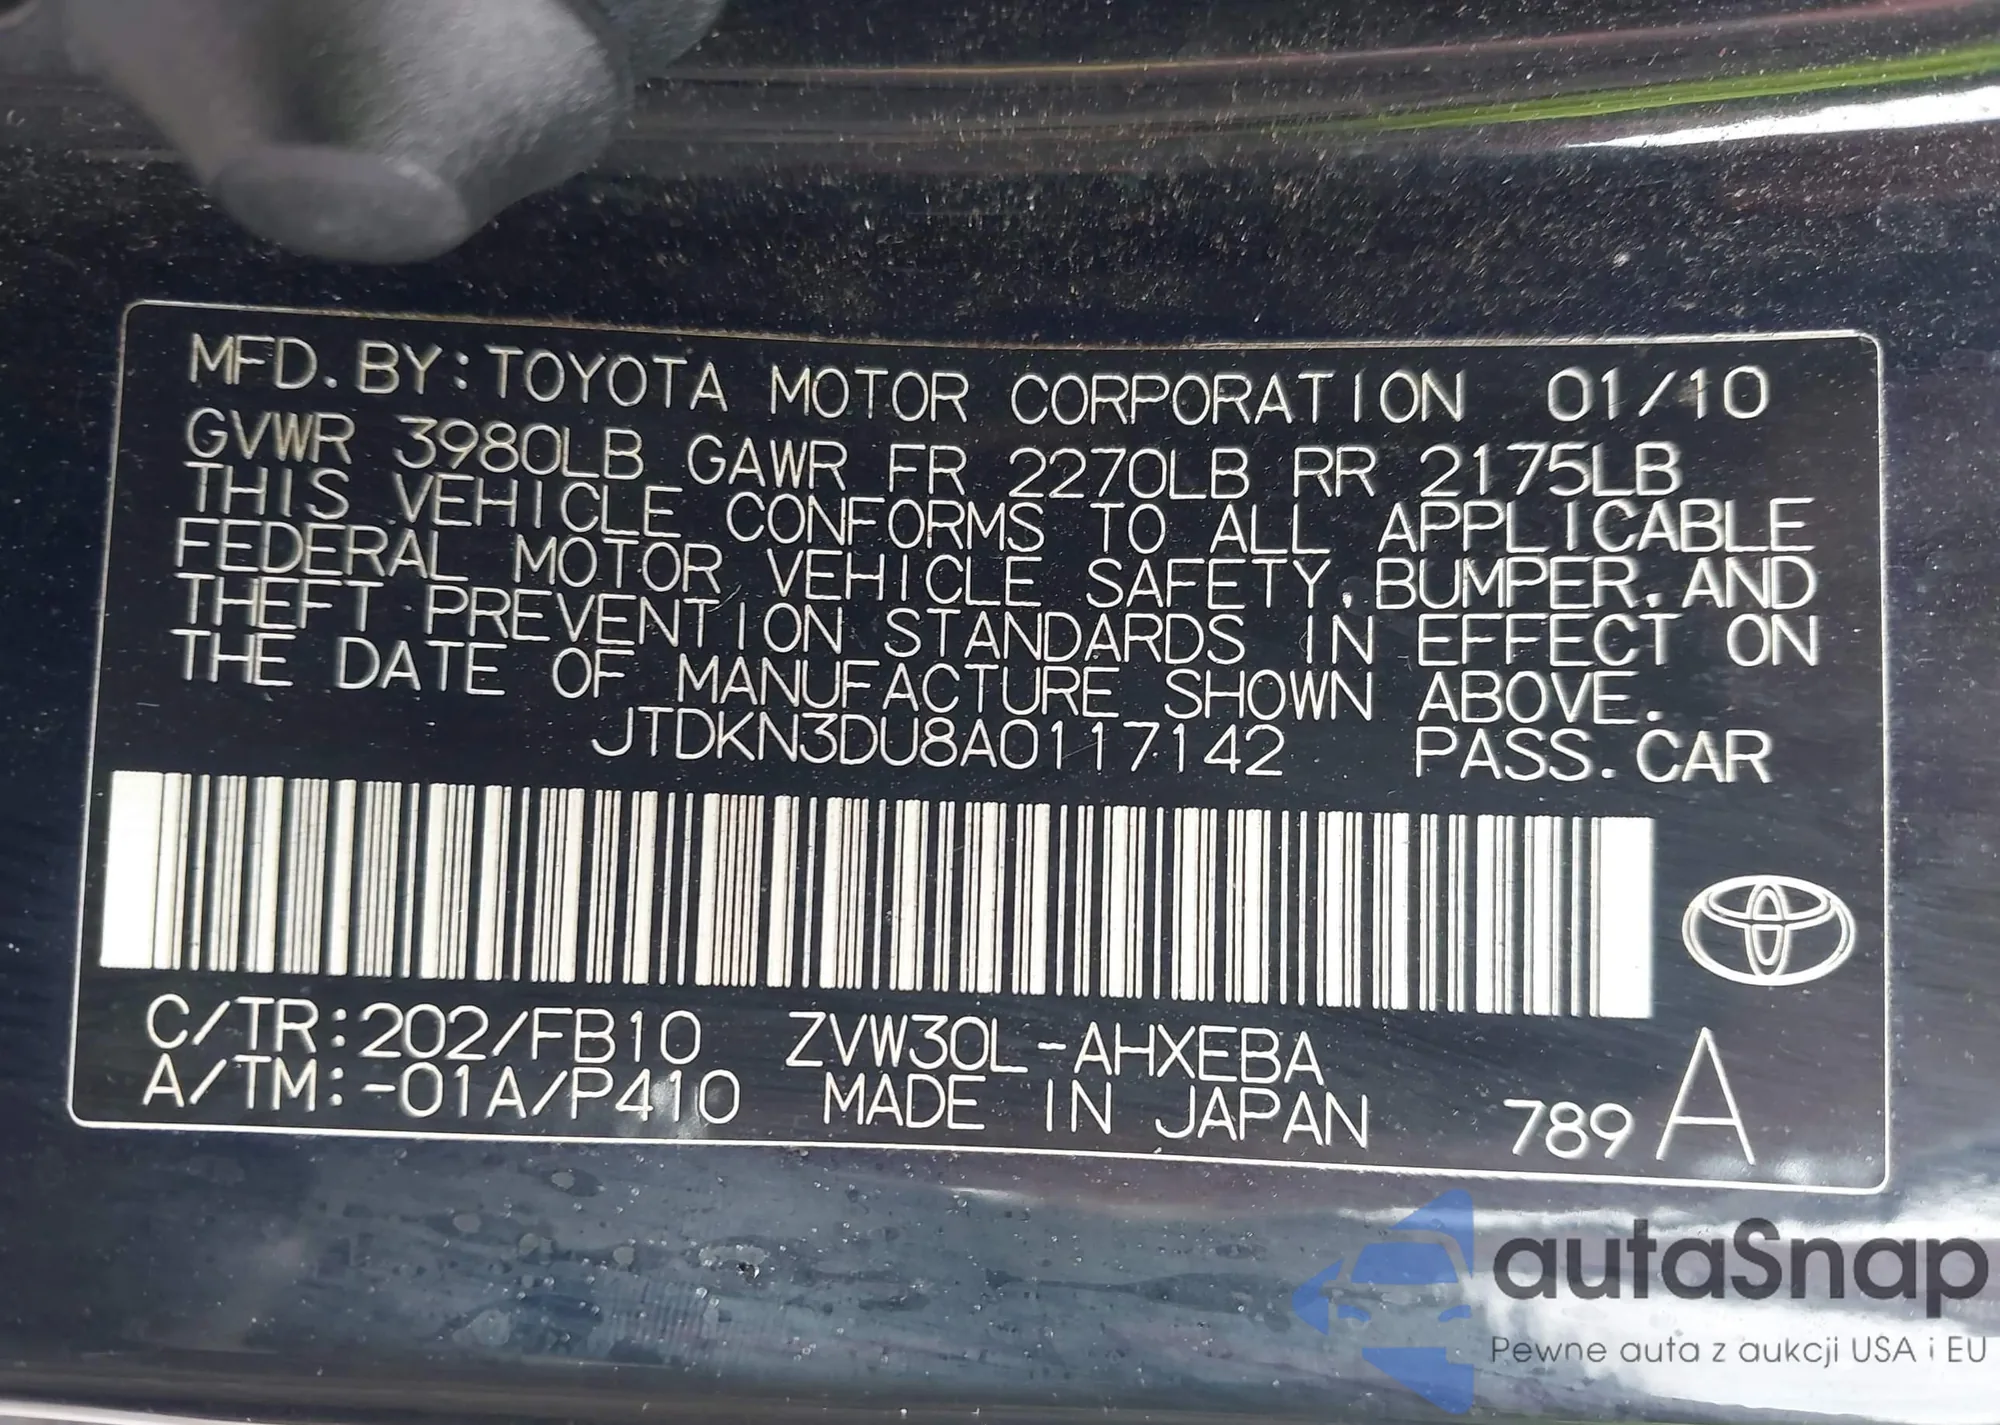 MFD. BY: TOYOTA MOTOR CORPORATION 01/10
GVWR 3980LB GAWR FR 2270LB RR 2175LB
THIS VEHICLE CONFORMS TO ALL APPLICABLE
FEDERAL MOTOR VEHICLE SAFETY, BUMPER, AND
THEFT PREVENTION STANDARDS IN EFFECT ON
THE DATE OF MANUFACTURE SHOWN ABOVE.
JTDKN3DU8A0117142 PASS. CAR
C/TR: 202/FB10 ZVW30L-AHXEBA
A/TM: -01A/P410 MADE IN JAPAN 789 A
autaSnap
Pewne auta z aukcji USA i EU